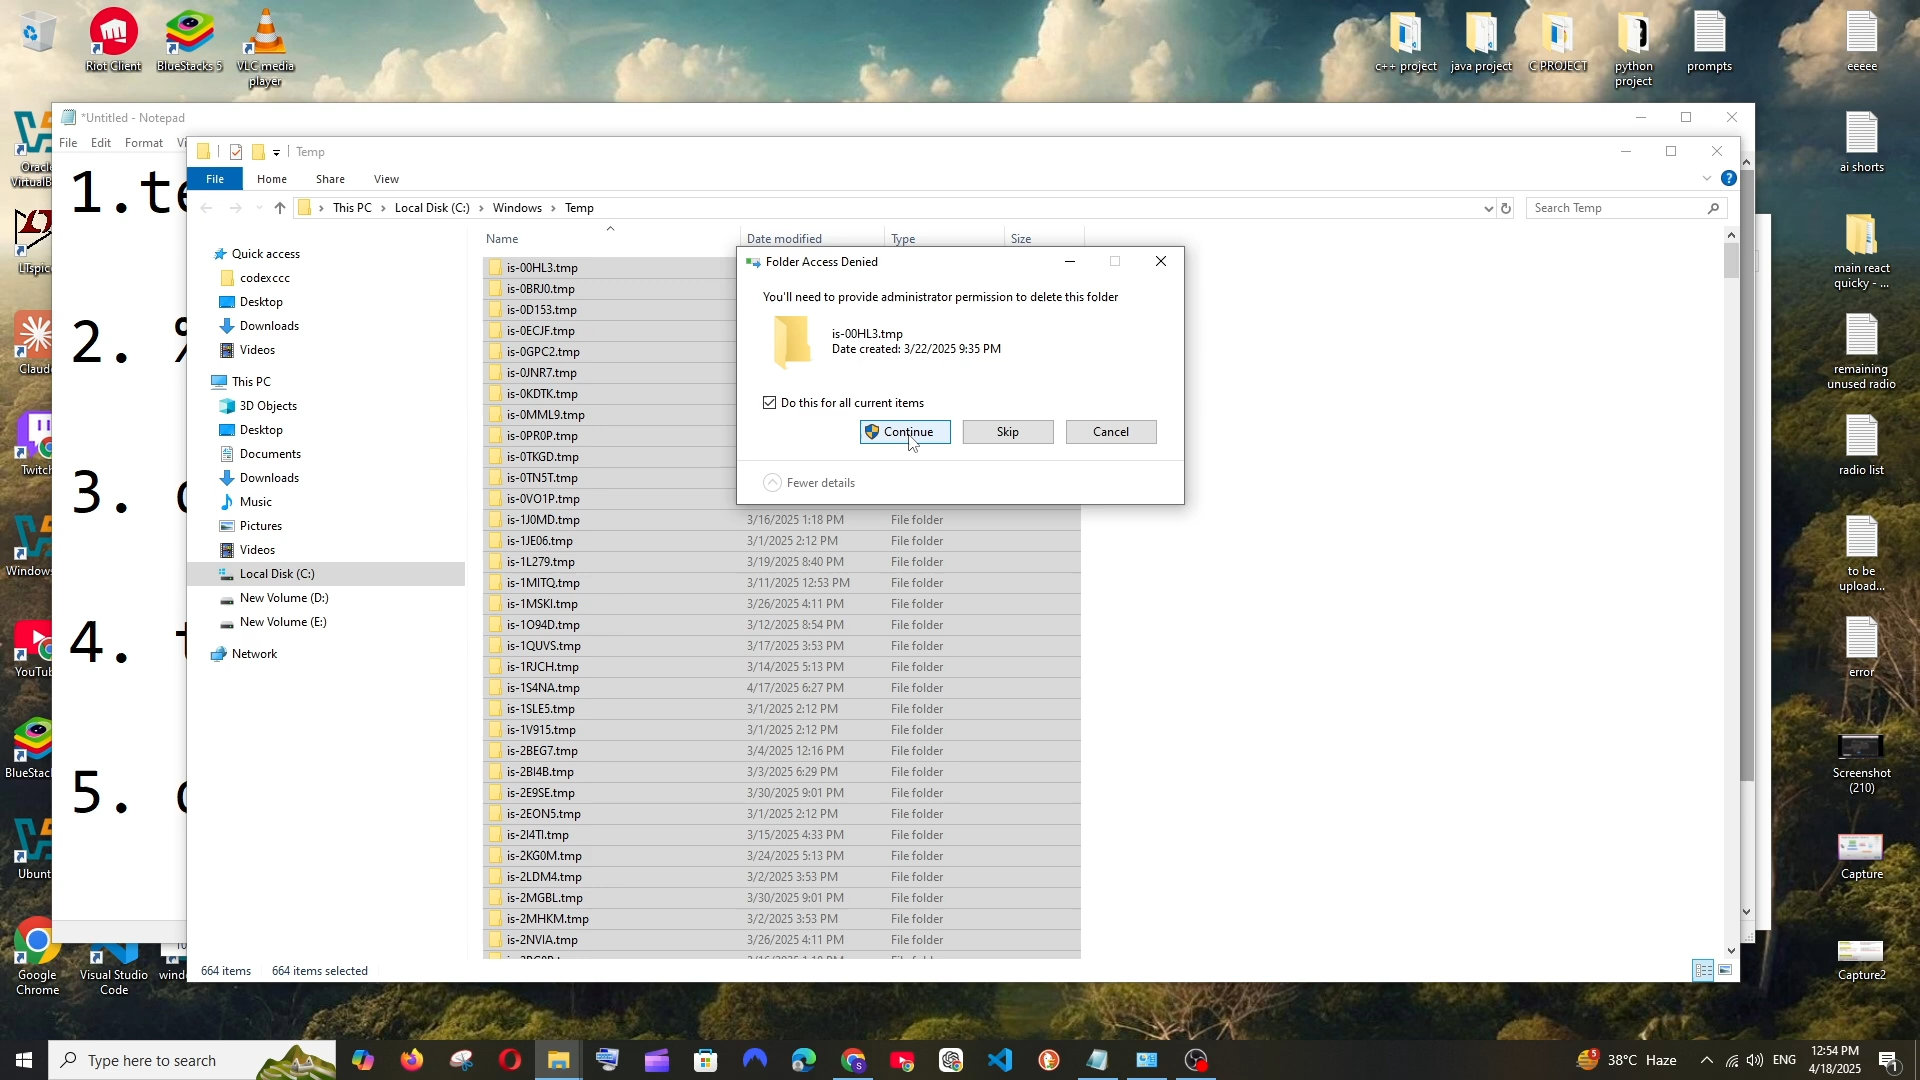 Riot Client
BlueStacks 5
VLC media
player
c++ project
java project
C PROJECT
python
project
prompts
eeeee
Oracle
VirtualB
LTspice
Claude
Twitch
Windows
YouTub
BlueStac
Ubunt
Google
Chrome
Visual Studio
Code
wind
ai shorts
main react
quicky - ...
remaining
unused radio
radio list
to be
upload...
error
Screenshot
(210)
Capture
Capture2
*Untitled - Notepad
File Edit Format Vi
1.te
2. %
3. c
4. t
5. c
Temp
File Home Share View
This PC > Local Disk (C:) > Windows > Temp
Search Temp
Quick access
codexccc
Desktop
Downloads
Videos
This PC
3D Objects
Desktop
Documents
Downloads
Music
Pictures
Videos
Local Disk (C:)
New Volume (D:)
New Volume (E:)
Network
Name Date modified Type Size
is-00HL3.tmp
is-0BRJ0.tmp
is-0D153.tmp
is-0ECJF.tmp
is-0GPC2.tmp
is-0JNR7.tmp
is-0KDTK.tmp
is-0MML9.tmp
is-0PR0P.tmp
is-0TKGD.tmp
is-0TN5T.tmp
is-0VO1P.tmp
is-1J0MD.tmp 3/16/2025 1:18 PM File folder
is-1JE06.tmp 3/1/2025 2:12 PM File folder
is-1L279.tmp 3/19/2025 8:40 PM File folder
is-1MITQ.tmp 3/11/2025 12:53 PM File folder
is-1MSKI.tmp 3/26/2025 4:11 PM File folder
is-1O94D.tmp 3/12/2025 8:54 PM File folder
is-1QUVS.tmp 3/17/2025 3:53 PM File folder
is-1RJCH.tmp 3/14/2025 5:13 PM File folder
is-1S4NA.tmp 4/17/2025 6:27 PM File folder
is-1SLE5.tmp 3/1/2025 2:12 PM File folder
is-1V915.tmp 3/1/2025 2:12 PM File folder
is-2BEG7.tmp 3/4/2025 12:16 PM File folder
is-2BI4B.tmp 3/3/2025 6:29 PM File folder
is-2E9SE.tmp 3/30/2025 9:01 PM File folder
is-2EON5.tmp 3/1/2025 2:12 PM File folder
is-2I4TI.tmp 3/15/2025 4:33 PM File folder
is-2KG0M.tmp 3/24/2025 5:13 PM File folder
is-2LDM4.tmp 3/2/2025 3:53 PM File folder
is-2MGBL.tmp 3/30/2025 9:01 PM File folder
is-2MHKM.tmp 3/2/2025 3:53 PM File folder
is-2NVIA.tmp 3/26/2025 4:11 PM File folder
664 items 664 items selected
Folder Access Denied
You'll need to provide administrator permission to delete this folder
is-00HL3.tmp
Date created: 3/22/2025 9:35 PM
Do this for all current items
Continue Skip Cancel
Fewer details
Type here to search
38°C Haze
ENG
12:54 PM
4/18/2025